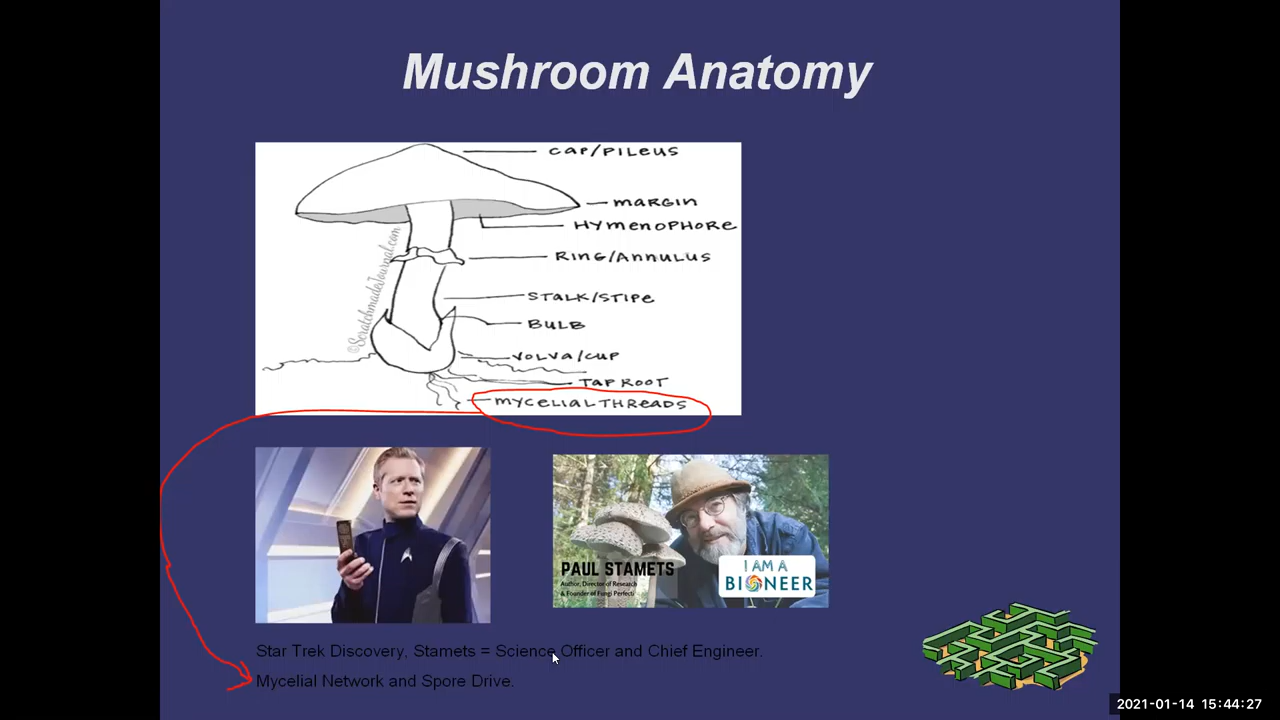 Mushroom Anatomy
CAP/PILEUS
MARGIN
HYMENOPHORE
RING/ANNULUS
STALK/STIPE
BULB
VOLVA/CUP
TAP ROOT
MYCELIAL THREADS
©ScratchmadeJournal.com
PAUL STAMETS
Author, Director of Research
& Founder of Fungi Perfecti
I AM A
BIONEER
Star Trek Discovery, Stamets = Science Officer and Chief Engineer.
Mycelial Network and Spore Drive.
2021-01-14 15:44:27